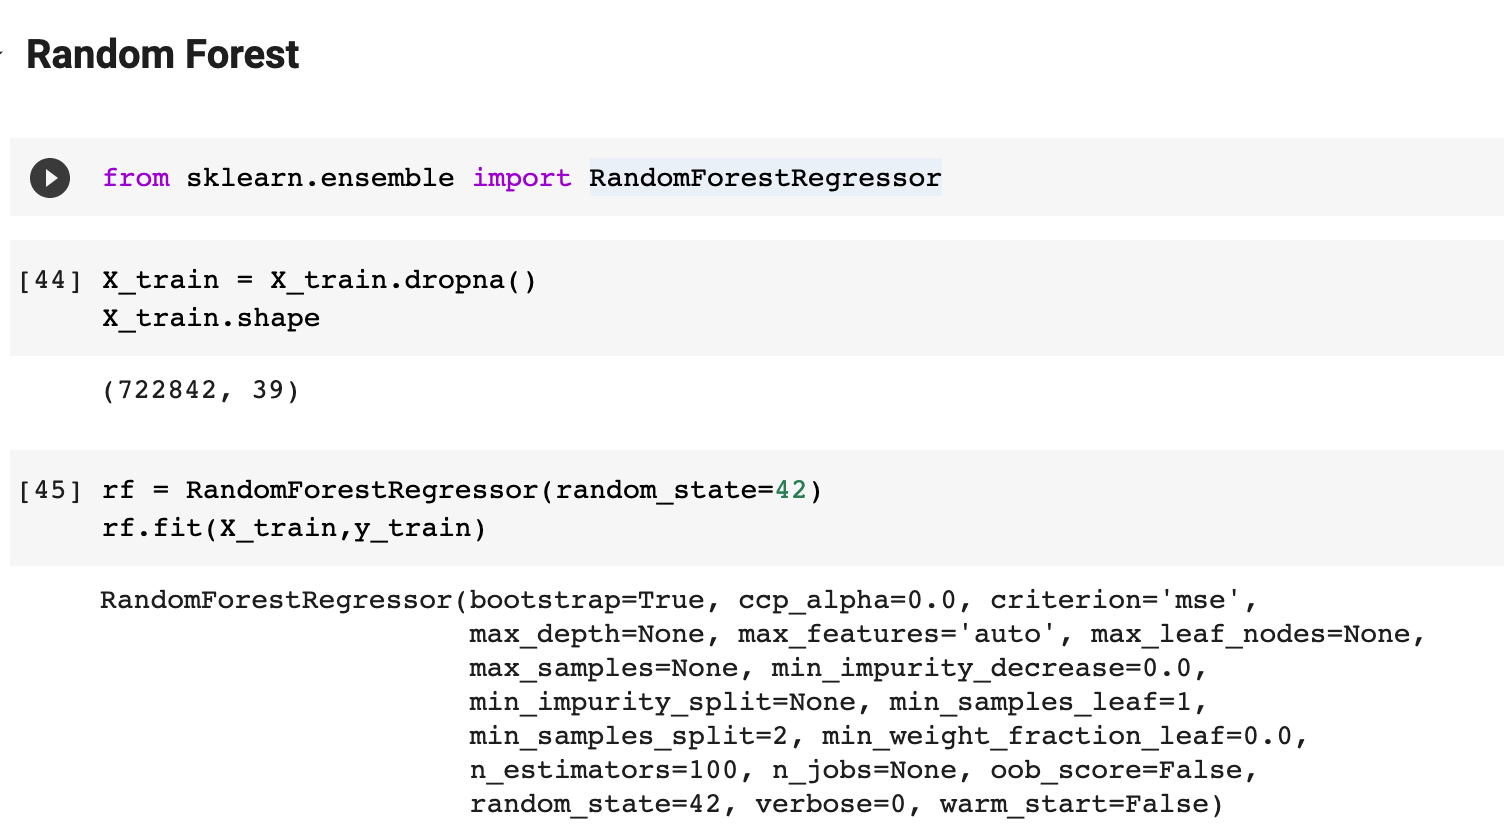 Random Forest
from sklearn.ensemble import RandomForestRegressor
[44] X_train = X_train.dropna()
X_train.shape
(722842, 39)
[45] rf = RandomForestRegressor(random_state=42)
rf.fit(X_train,y_train)
RandomForestRegressor(bootstrap=True, ccp_alpha=0.0, criterion='mse',
max_depth=None, max_features='auto', max_leaf_nodes=None,
max_samples=None, min_impurity_decrease=0.0,
min_impurity_split=None, min_samples_leaf=1,
min_samples_split=2, min_weight_fraction_leaf=0.0,
n_estimators=100, n_jobs=None, oob_score=False,
random_state=42, verbose=0, warm_start=False)